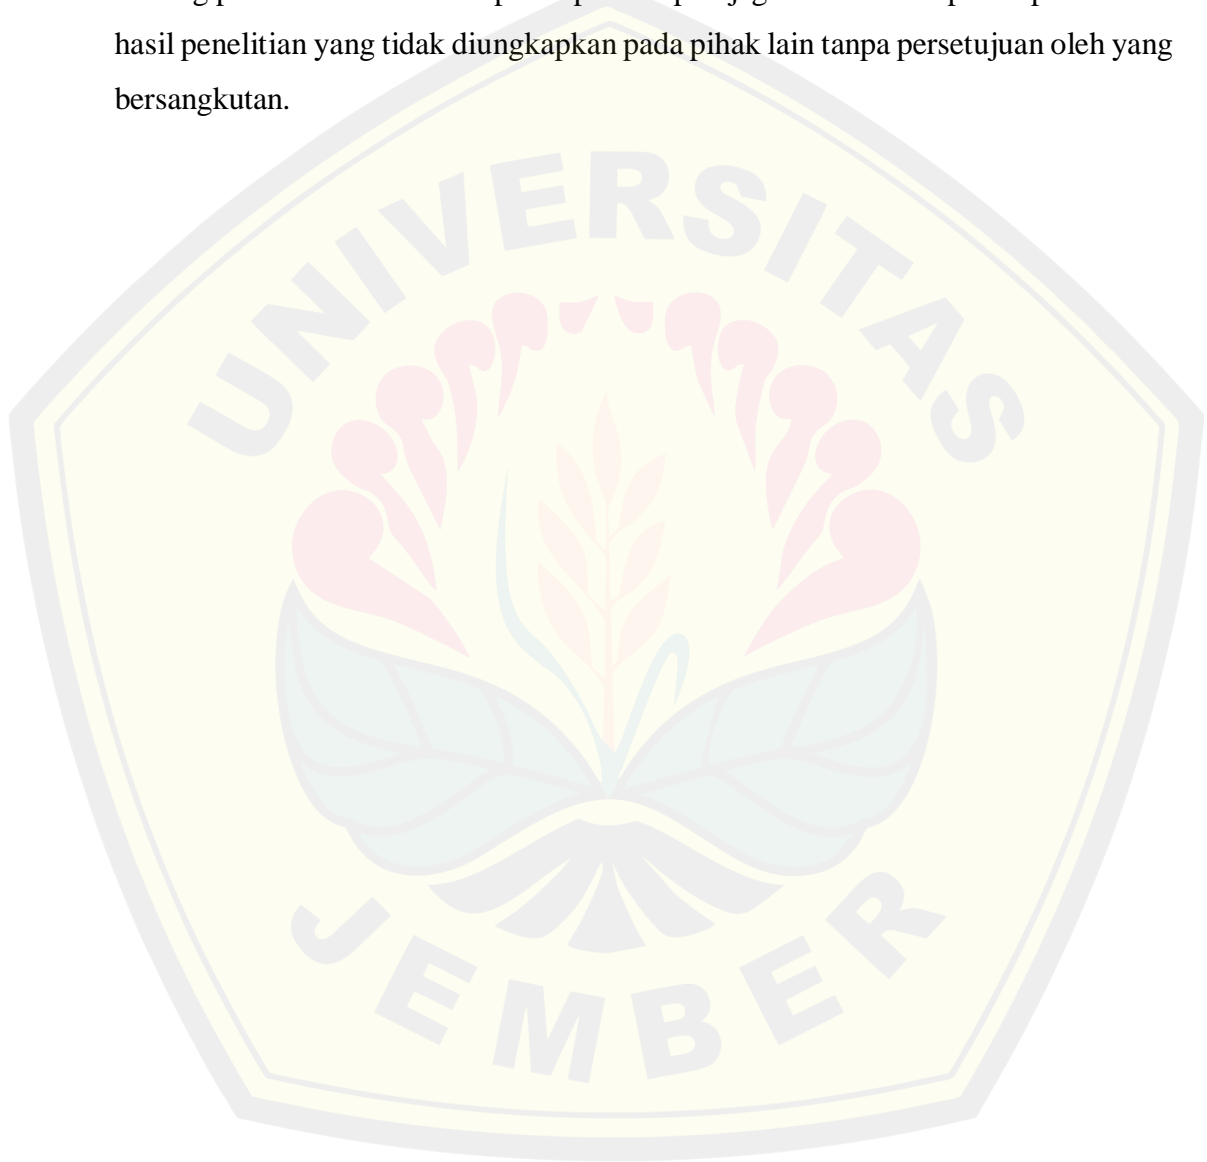 hasil penelitian yang tidak diungkapkan pada pihak lain tanpa persetujuan oleh yang
bersangkutan.
UNIVERSITAS
JEMBER